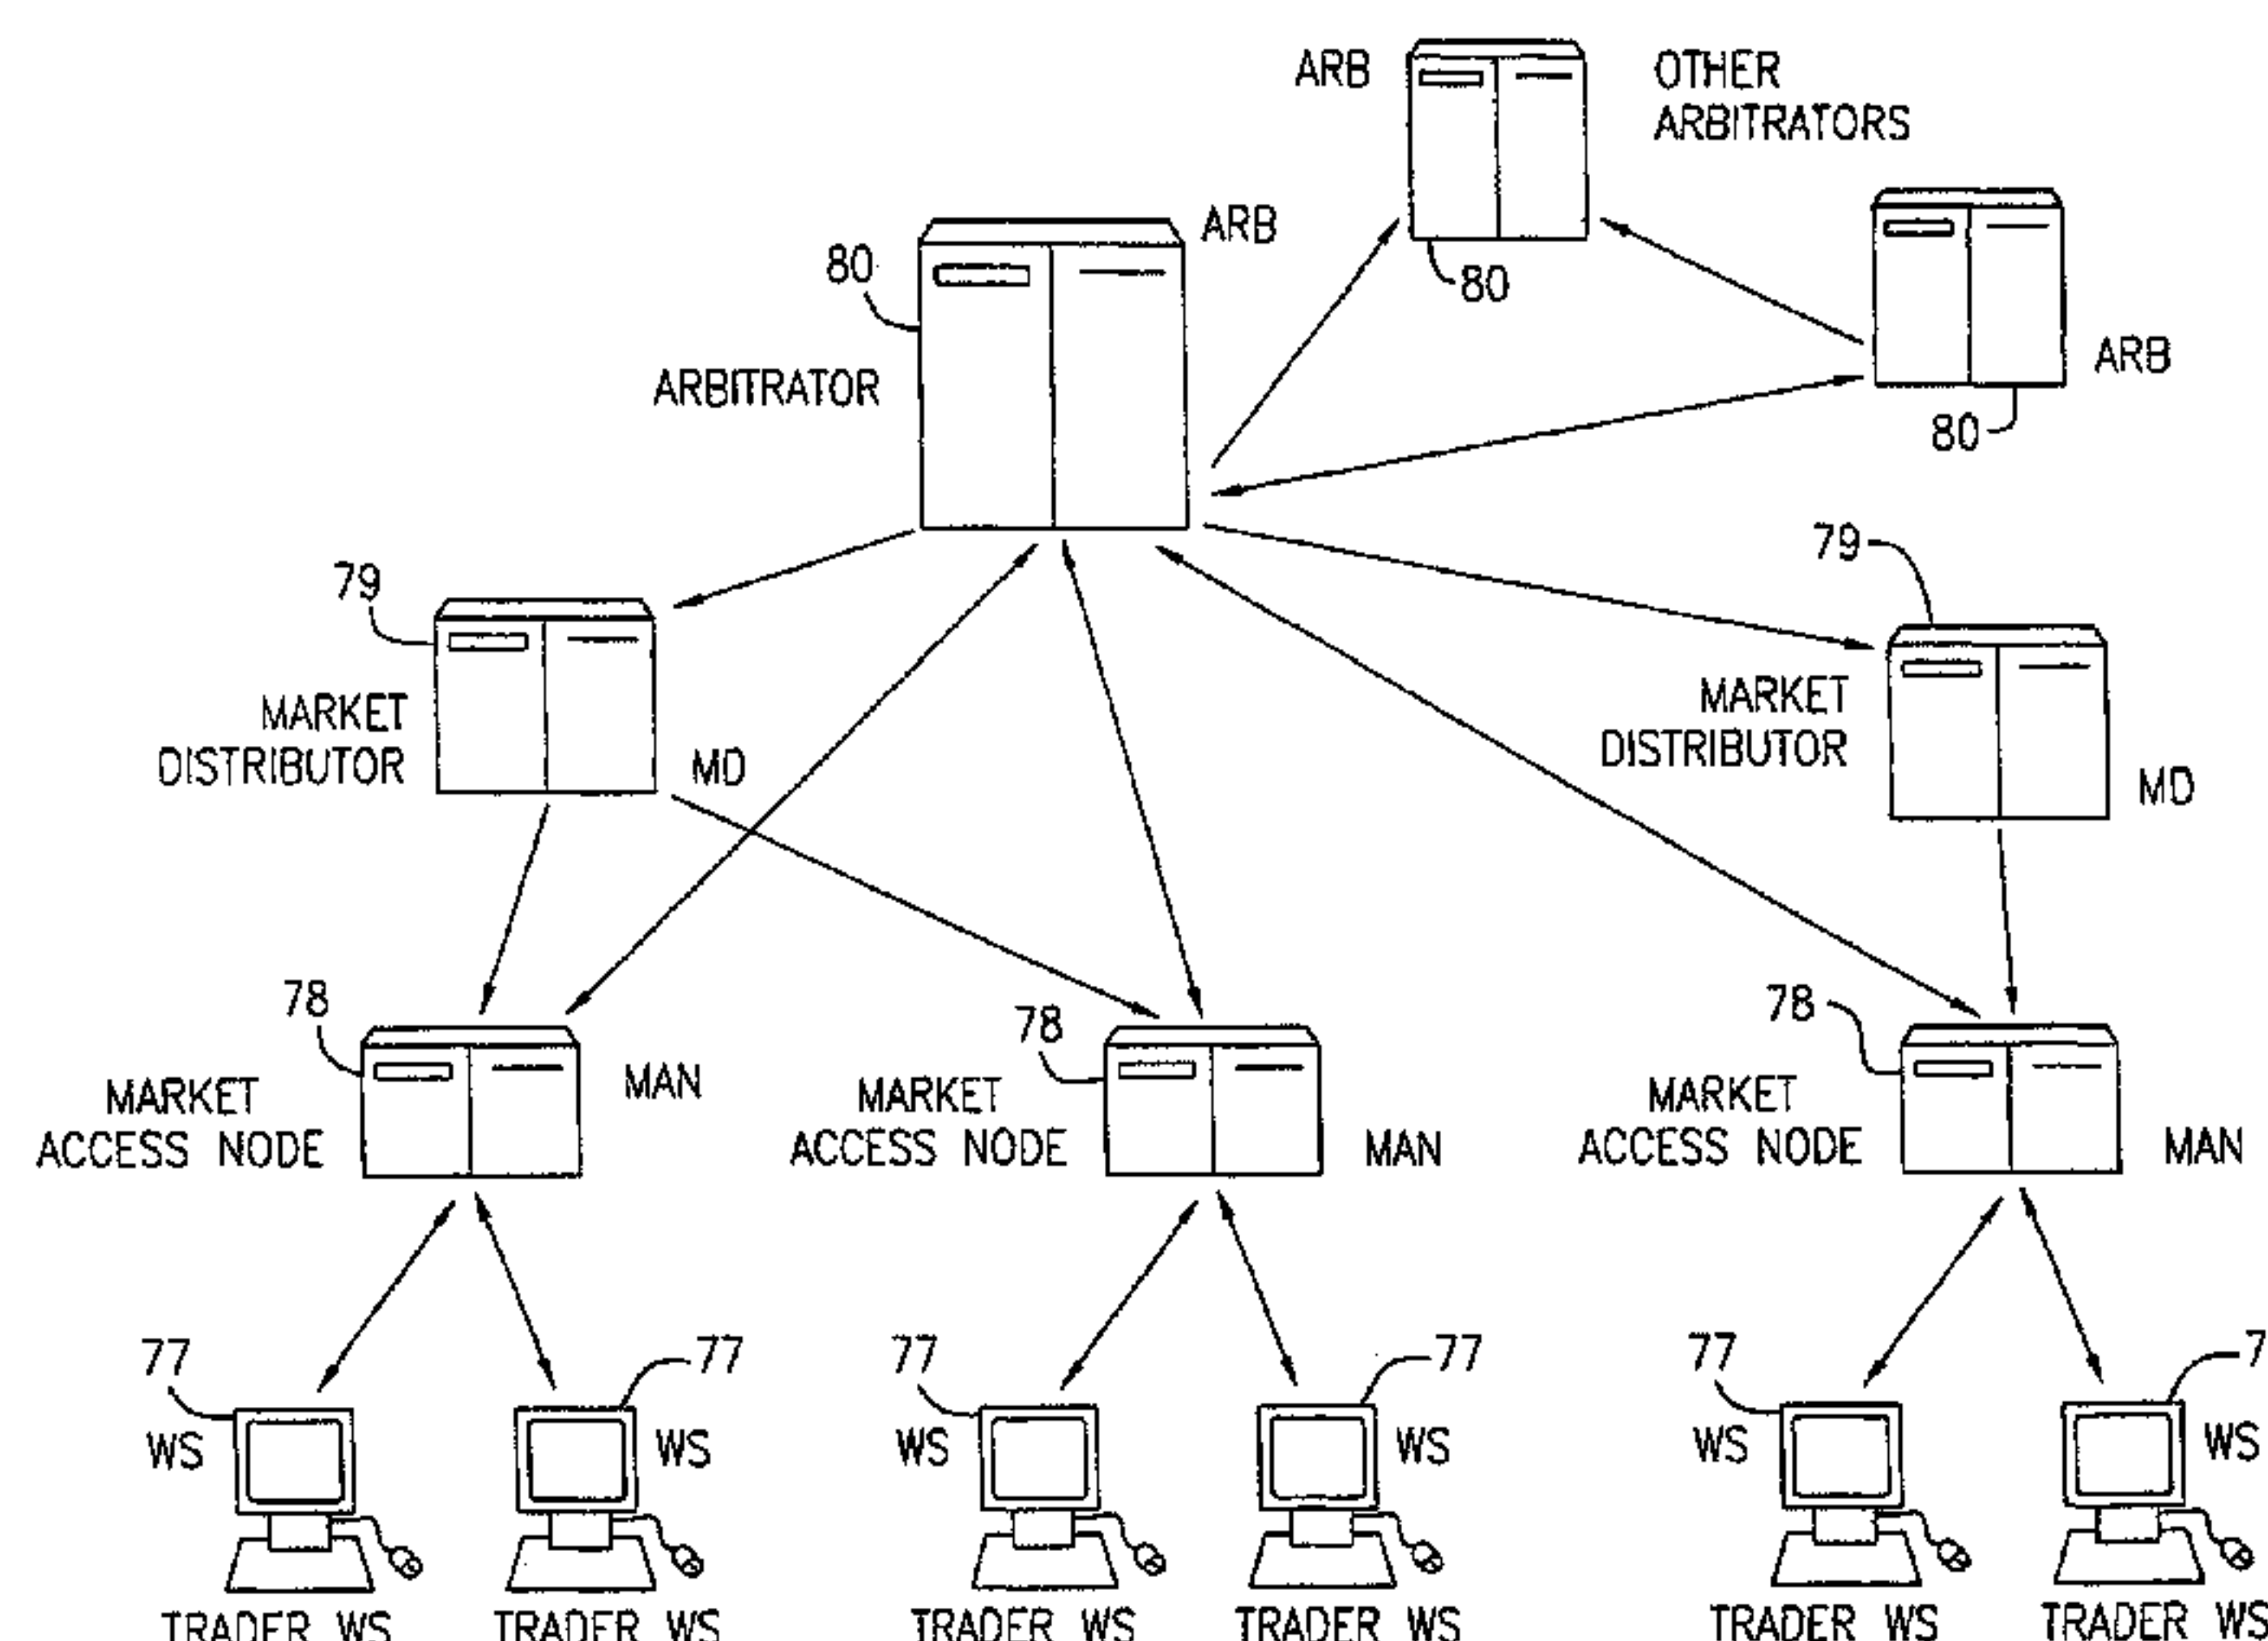 ARB
OTHER
ARBITRATORS
80
ARB
80
ARBITRATOR
ARB
80
79
MARKET
DISTRIBUTOR
MD
79
MARKET
DISTRIBUTOR
MD
78
MARKET
ACCESS NODE
MAN
78
MARKET
ACCESS NODE
MAN
78
MARKET
ACCESS NODE
MAN
77
WS
TRADER WS
77
WS
TRADER WS
77
WS
TRADER WS
77
WS
TRADER WS
77
WS
TRADER WS
7
WS
TRADER WS